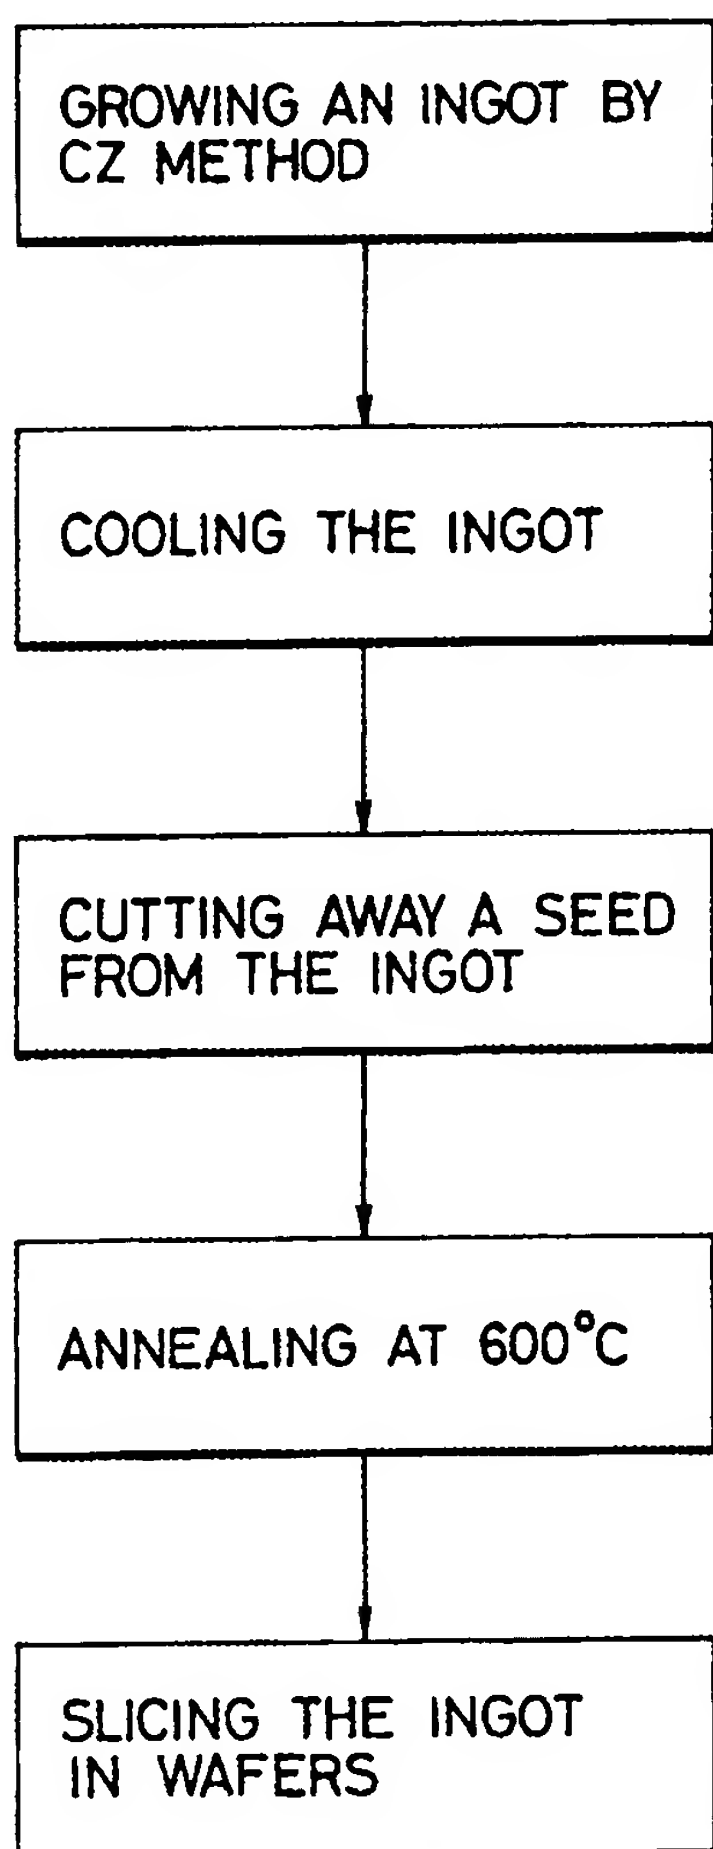 GROWING AN INGOT BY
CZ METHOD
COOLING THE INGOT
CUTTING AWAY A SEED
FROM THE INGOT
ANNEALING AT 600°C
SLICING THE INGOT
IN WAFERS